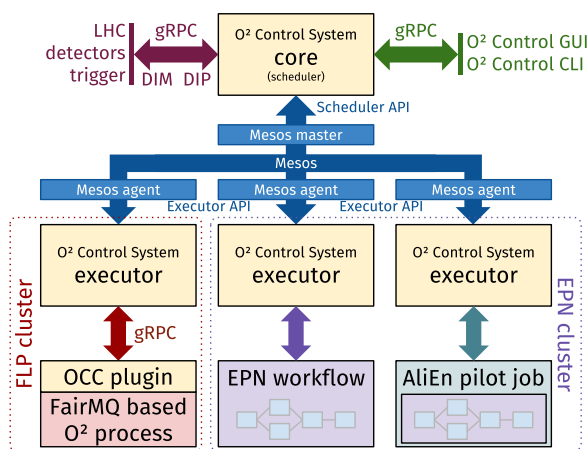 LHC
detectors
trigger
gRPC
DIM DIP
O² Control System
core
(scheduler)
gRPC
O² Control GUI
O² Control CLI
Scheduler API
Mesos master
Mesos
Mesos agent
Mesos agent
Mesos agent
Executor API
Executor API
FLP cluster
O² Control System
executor
O² Control System
executor
O² Control System
executor
EPN cluster
gRPC
OCC plugin
FairMQ based
O² process
EPN workflow
AliEn pilot job